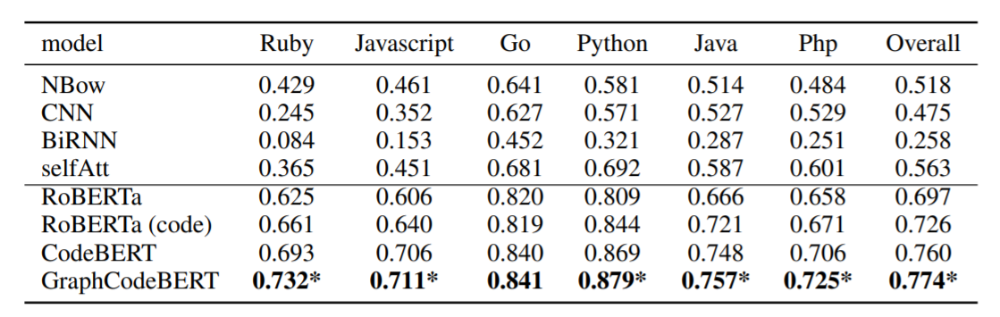 model Ruby Javascript Go Python Java Php Overall
NBow 0.429 0.461 0.641 0.581 0.514 0.484 0.518
CNN 0.245 0.352 0.627 0.571 0.527 0.529 0.475
BiRNN 0.084 0.153 0.452 0.321 0.287 0.251 0.258
selfAtt 0.365 0.451 0.681 0.692 0.587 0.601 0.563
RoBERTa 0.625 0.606 0.820 0.809 0.666 0.658 0.697
RoBERTa (code) 0.661 0.640 0.819 0.844 0.721 0.671 0.726
CodeBERT 0.693 0.706 0.840 0.869 0.748 0.706 0.760
GraphCodeBERT 0.732* 0.711* 0.841 0.879* 0.757* 0.725* 0.774*